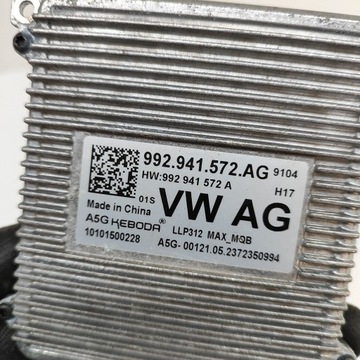 992.941.572.AG 9104
HW:992 941 572 A H17
01S VW AG
Made in China
A5G KEBODA® LLP312 MAX_MQB
10101500228 A5G- 00121.05.2372350994